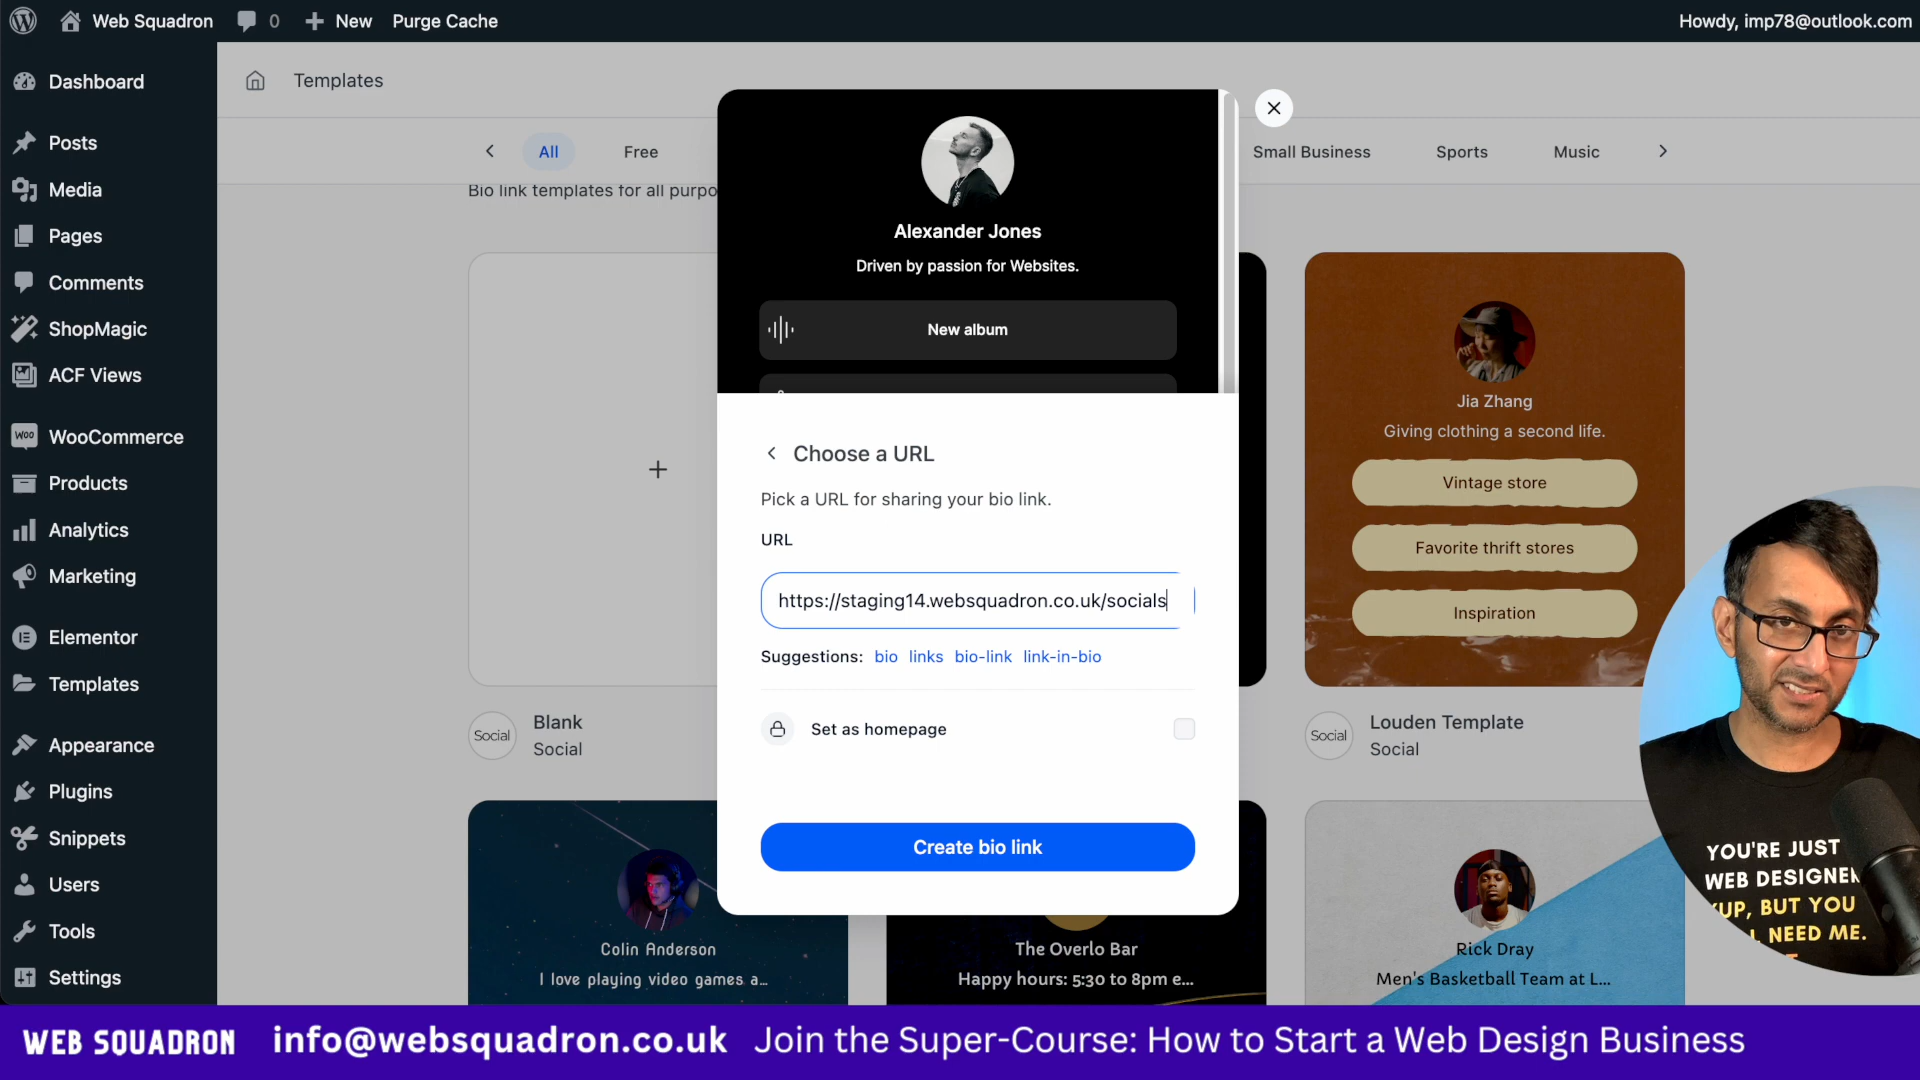 Web Squadron
0
New
Purge Cache
Howdy, imp78@outlook.com
Dashboard
Posts
Media
Pages
Comments
ShopMagic
ACF Views
WooCommerce
Products
Analytics
Marketing
Elementor
Templates
Appearance
Plugins
Snippets
Users
Tools
Settings
Templates
All
Free
Small Business
Sports
Music
Bio link templates for all purpo
Alexander Jones
Driven by passion for Websites.
New album
Choose a URL
Pick a URL for sharing your bio link.
URL
https://staging14.websquadron.co.uk/socials
Suggestions: bio links bio-link link-in-bio
Set as homepage
Create bio link
Jia Zhang
Giving clothing a second life.
Vintage store
Favorite thrift stores
Inspiration
Social
Blank
Social
Social
Louden Template
Social
Colin Anderson
I love playing video games a...
The Overlo Bar
Happy hours: 5:30 to 8pm e...
Rick Dray
Men's Basketball Team at L...
YOU'RE JUST
WEB DESIGNER
BUT YOU
NEED ME.
WEB SQUADRON
info@websquadron.co.uk
Join the Super-Course: How to Start a Web Design Business